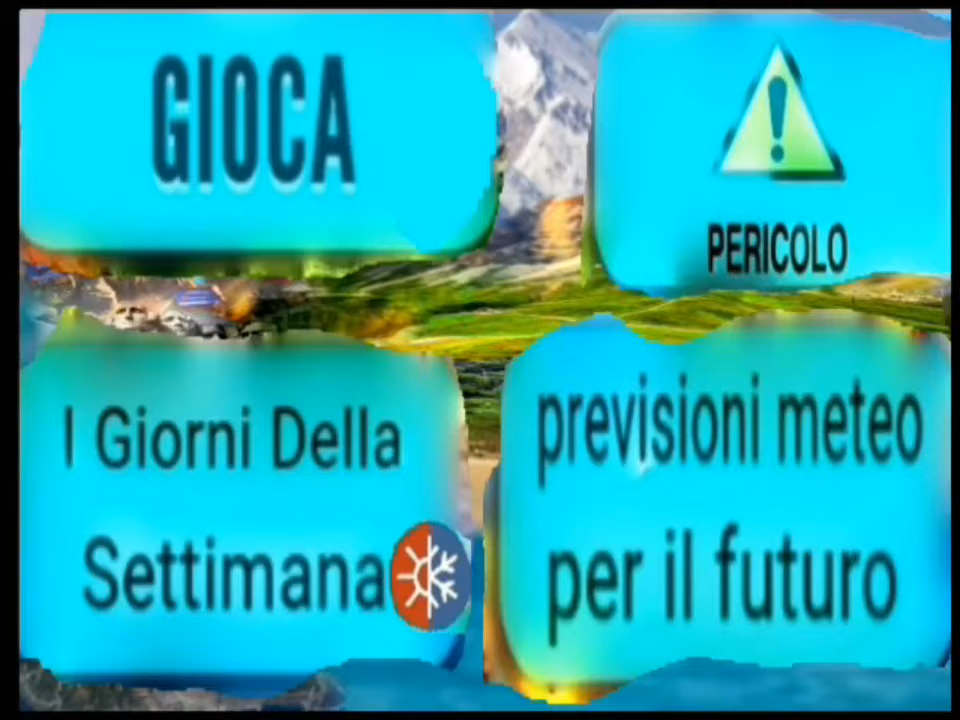 GIOCA
PERICOLO
I Giorni Della
Settimana
previsioni meteo
per il futuro